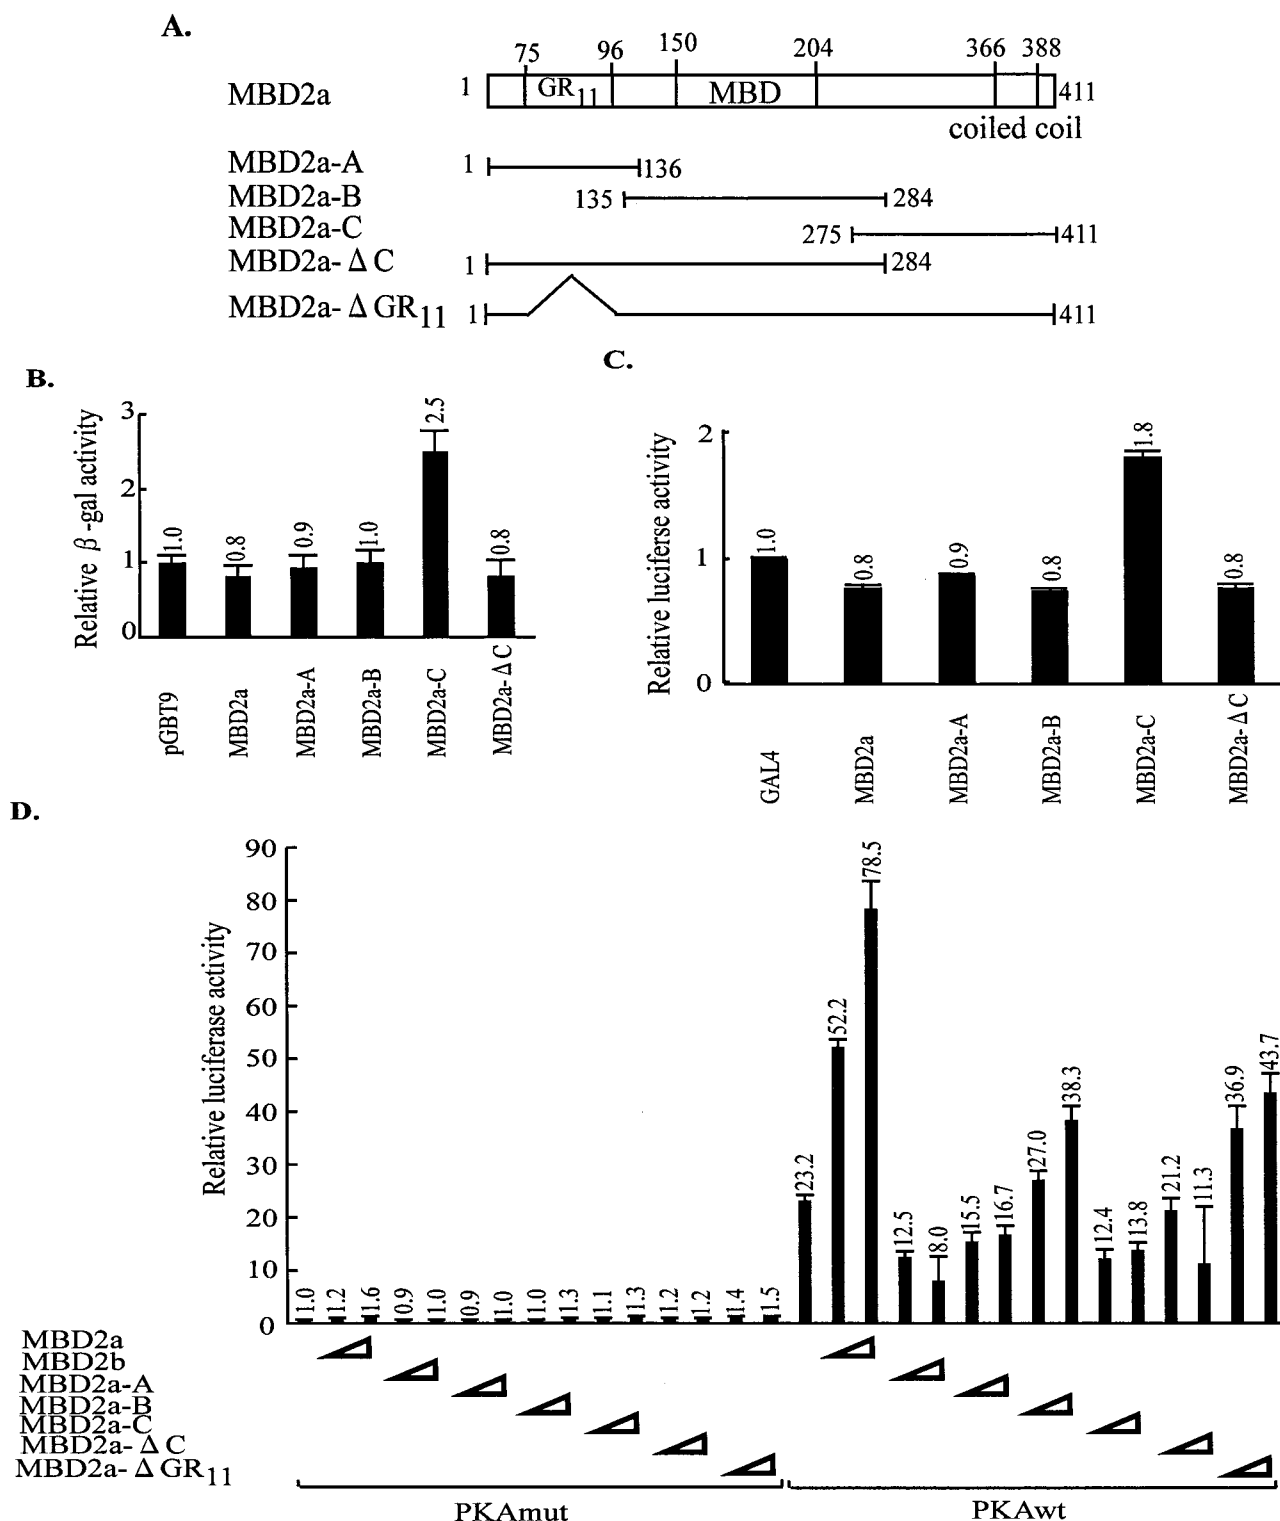 A.
75 96 150 204 366 388
MBD2a 1 GR11 MBD 411
coiled coil
MBD2a-A 1 136
MBD2a-B 135 284
MBD2a-C 275 411
MBD2a- Δ C 1 284
MBD2a- Δ GR11 1 411
B.
Relative β -gal activity
3
2
1
0
1.0
0.8
0.9
1.0
2.5
0.8
pGBT9
MBD2a
MBD2a-A
MBD2a-B
MBD2a-C
MBD2a- Δ C
C.
Relative luciferse activity
2
1
0
1.0
0.8
0.9
0.8
1.8
0.8
GAL4
MBD2a
MBD2a-A
MBD2a-B
MBD2a-C
MBD2a- Δ C
D.
Relative luciferase activity
90
80
70
60
50
40
30
20
10
0
1.0
1.2
1.6
0.9
1.0
0.9
1.0
1.0
1.3
1.1
1.3
1.2
1.2
1.4
1.5
23.2
52.2
78.5
12.5
8.0
15.5
16.7
27.0
38.3
12.4
13.8
21.2
11.3
36.9
43.7
MBD2a
MBD2b
MBD2a-A
MBD2a-B
MBD2a-C
MBD2a- Δ C
MBD2a- Δ GR11
PKAmut PKAwt